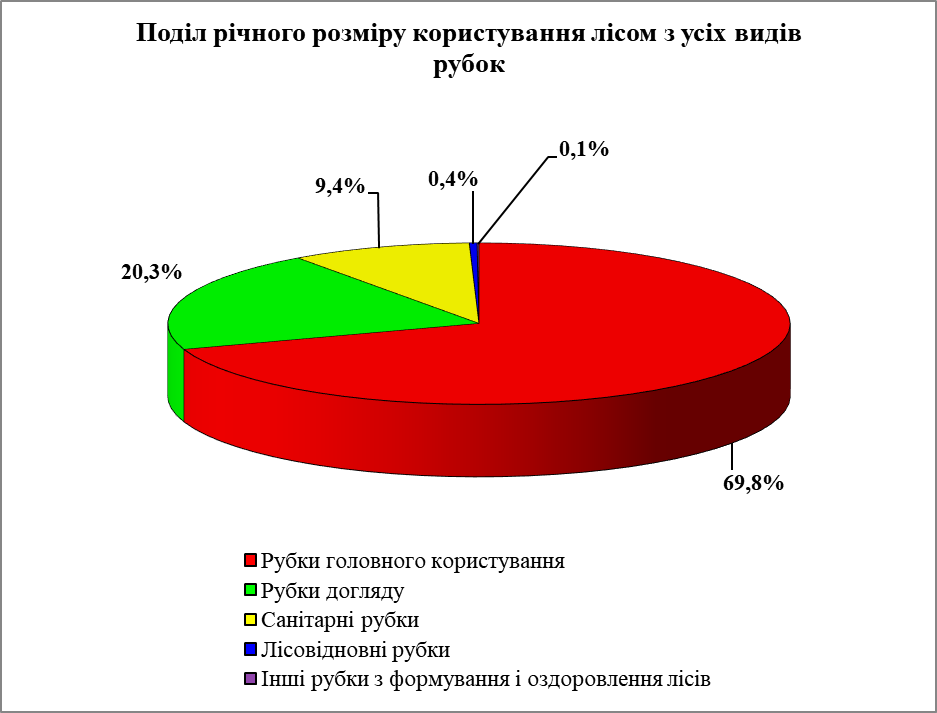 Поділ річного розміру користування лісом з усіх видів
рубок
0,1%
0,4%
9,4%
20,3%
69,8%
Рубки головного користування
Рубки догляду
Санітарні рубки
Лісовідновні рубки
Інші рубки з формування і оздоровлення лісів